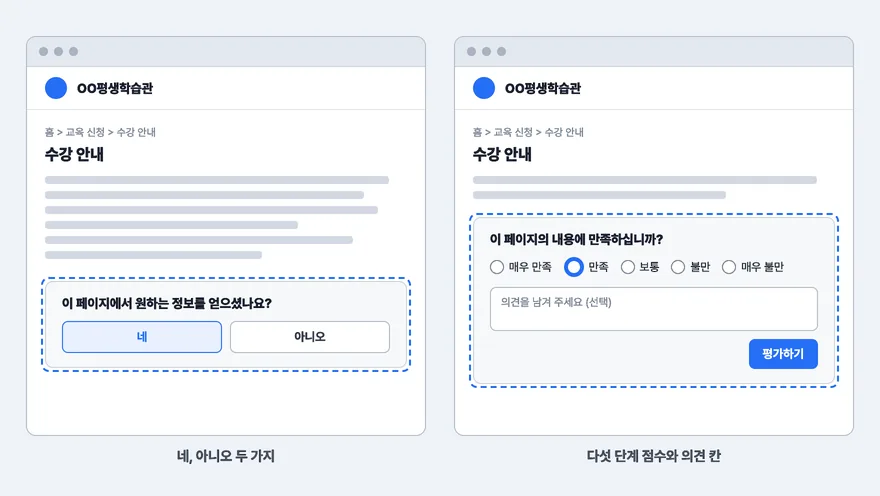 OO평생학습관
홈 > 교육 신청 > 수강 안내
수강 안내
이 페이지에서 원하는 정보를 얻으셨나요?
네
아니오
네, 아니오 두 가지
OO평생학습관
홈 > 교육 신청 > 수강 안내
수강 안내
이 페이지의 내용에 만족하십니까?
매우 만족 만족 보통 불만 매우 불만
의견을 남겨 주세요 (선택)
평가하기
다섯 단계 점수와 의견 칸